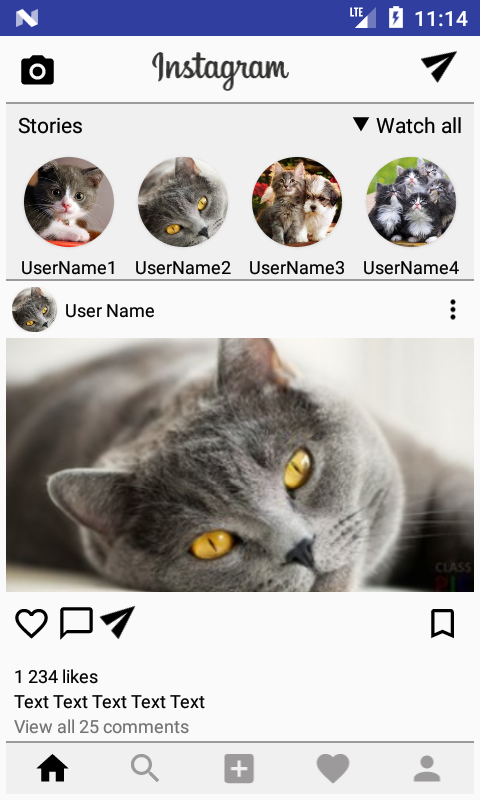 LTE 11:14
Instagram
Stories Watch all
UserName1 UserName2 UserName3 UserName4
User Name
CLASS
1 234 likes
Text Text Text Text Text
View all 25 comments